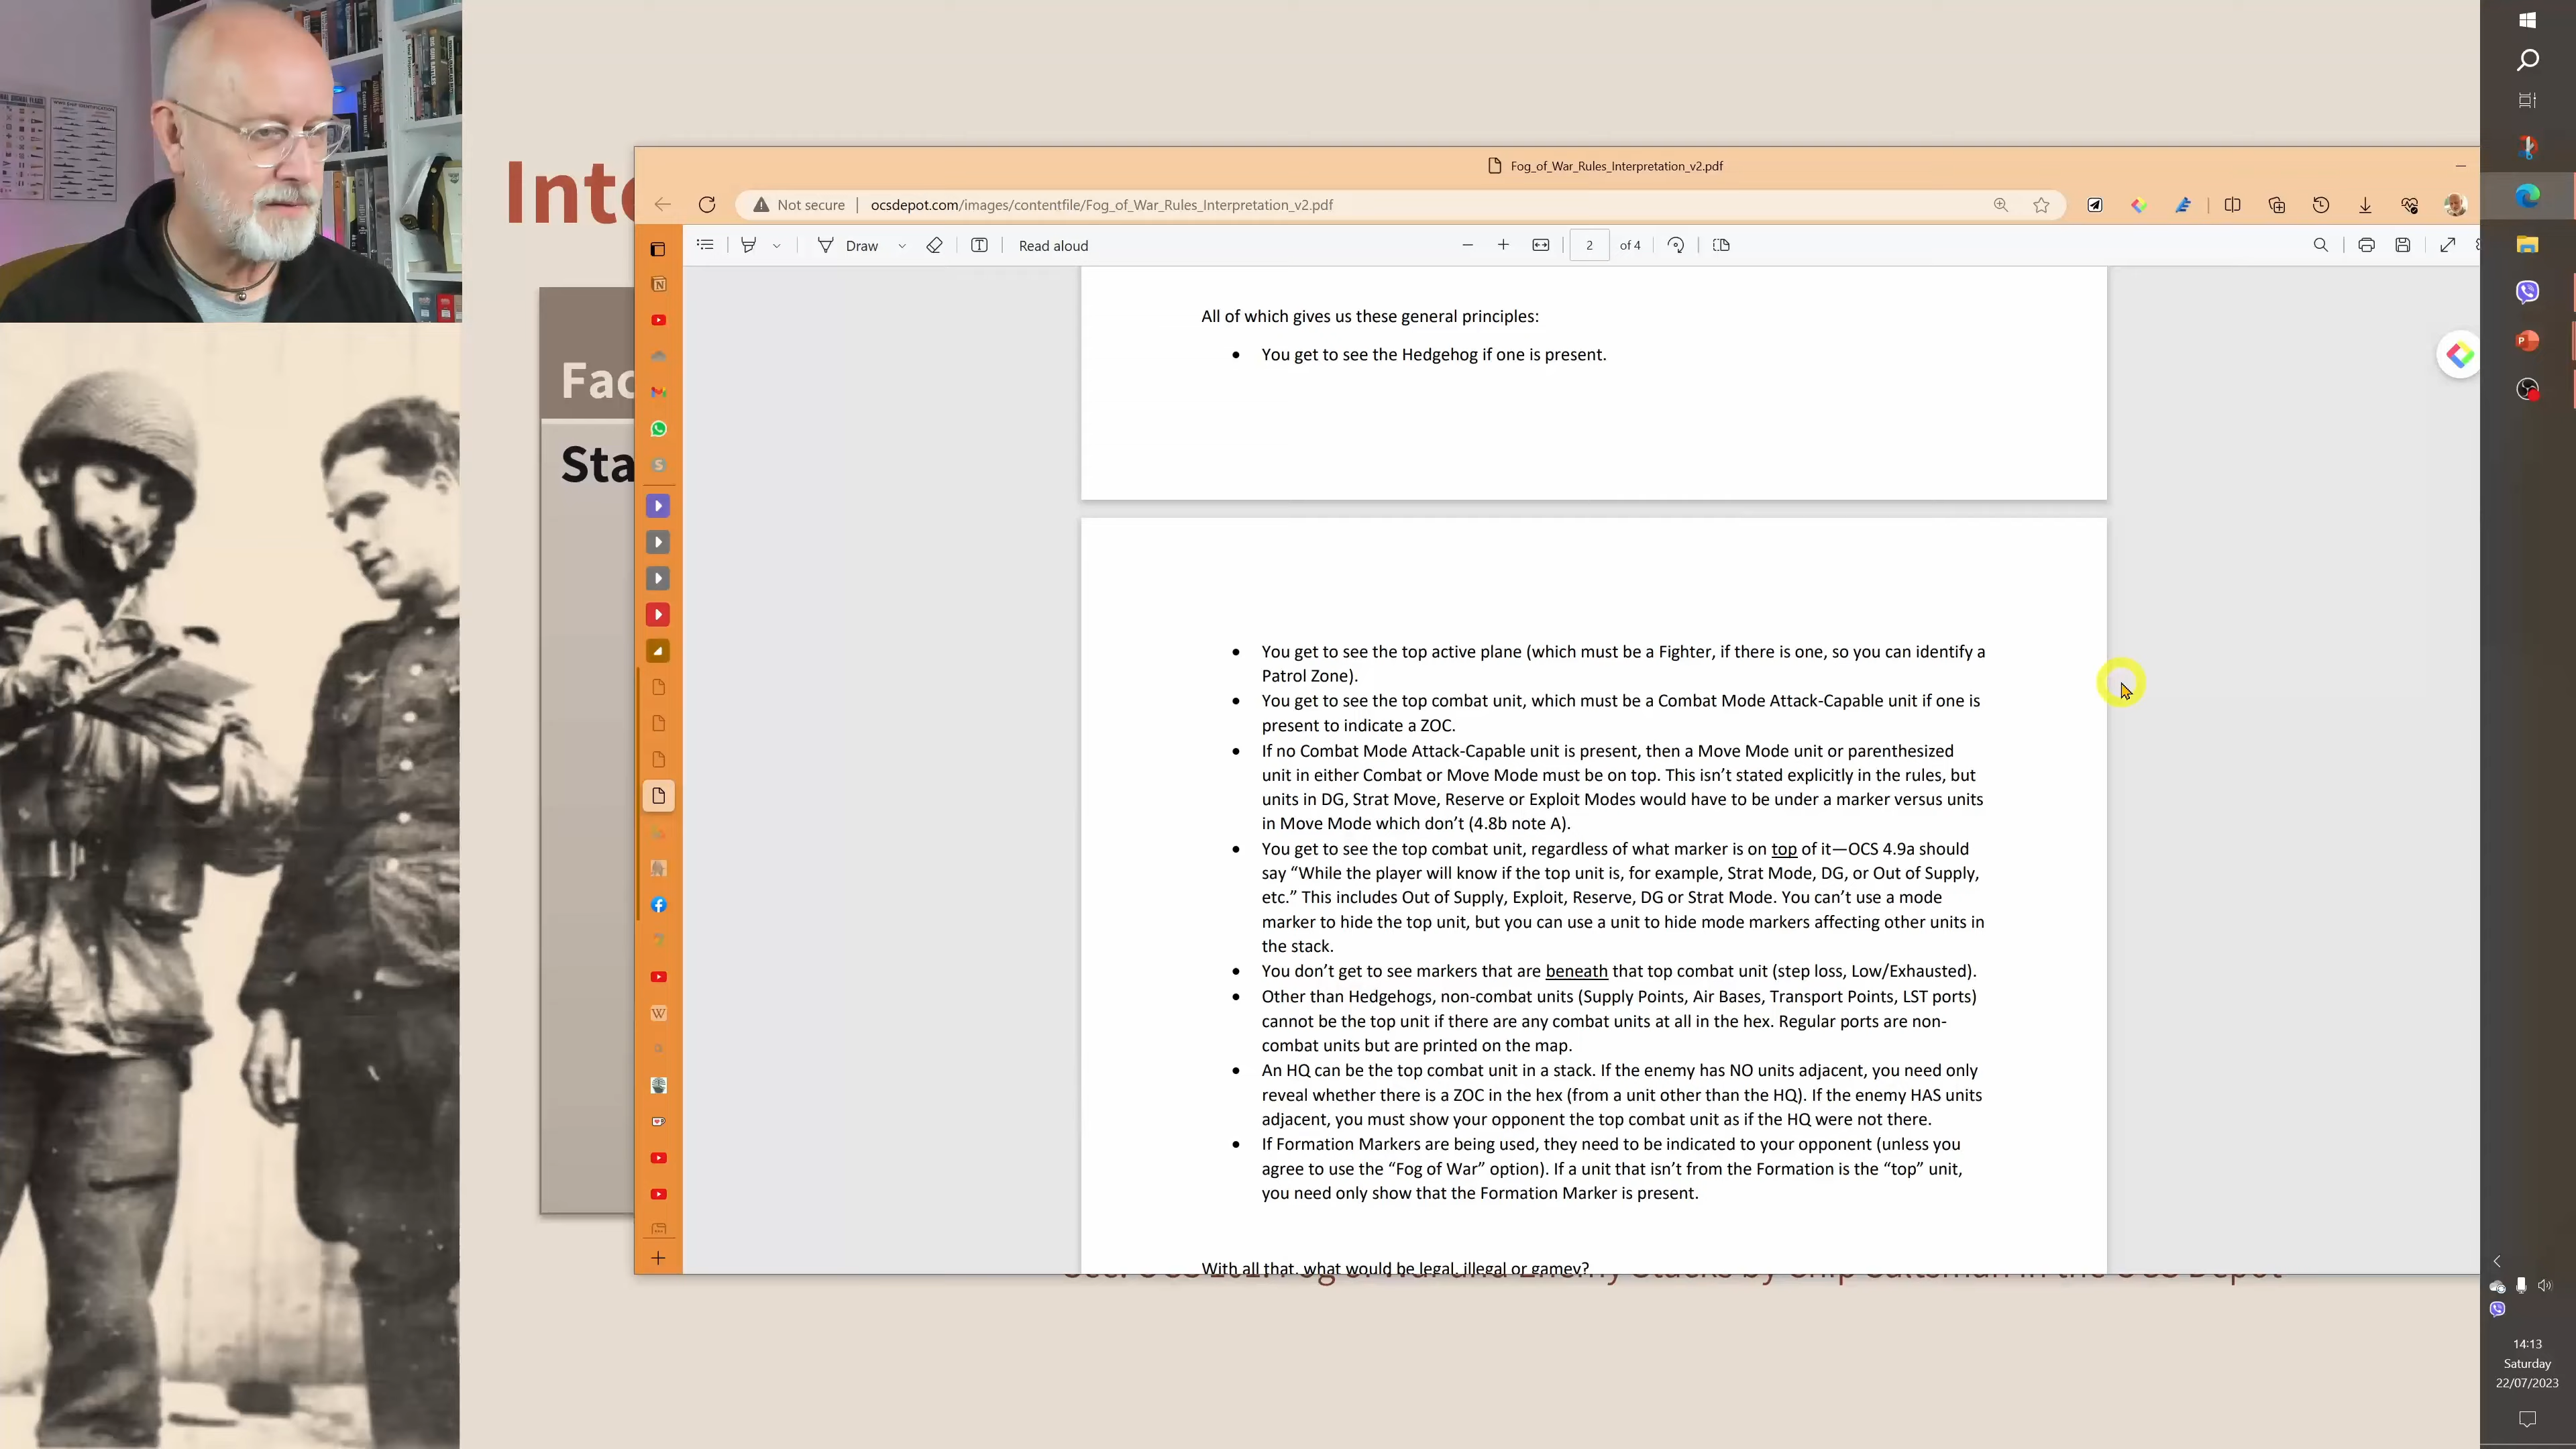 Inte
Fac
Sta
Fog_of_War_Rules_Interpretation_v2.pdf
Not secure | ocsdepot.com/images/contentfile/Fog_of_War_Rules_Interpretation_v2.pdf
Draw
Read aloud
2 of 4
All of which gives us these general principles:
• You get to see the Hedgehog if one is present.
• You get to see the top active plane (which must be a Fighter, if there is one, so you can identify a
Patrol Zone).
• You get to see the top combat unit, which must be a Combat Mode Attack-Capable unit if one is
present to indicate a ZOC.
• If no Combat Mode Attack-Capable unit is present, then a Move Mode unit or parenthesized
unit in either Combat or Move Mode must be on top. This isn’t stated explicitly in the rules, but
units in DG, Strat Move, Reserve or Exploit Modes would have to be under a marker versus units
in Move Mode which don’t (4.8b note A).
• You get to see the top combat unit, regardless of what marker is on top of it—OCS 4.9a should
say “While the player will know if the top unit is, for example, Strat Mode, DG, or Out of Supply,
etc.” This includes Out of Supply, Exploit, Reserve, DG or Strat Mode. You can’t use a mode
marker to hide the top unit, but you can use a unit to hide mode markers affecting other units in
the stack.
• You don’t get to see markers that are beneath that top combat unit (step loss, Low/Exhausted).
• Other than Hedgehogs, non-combat units (Supply Points, Air Bases, Transport Points, LST ports)
cannot be the top unit if there are any combat units at all in the hex. Regular ports are non-
combat units but are printed on the map.
• An HQ can be the top combat unit in a stack. If the enemy has NO units adjacent, you need only
reveal whether there is a ZOC in the hex (from a unit other than the HQ). If the enemy HAS units
adjacent, you must show your opponent the top combat unit as if the HQ were not there.
• If Formation Markers are being used, they need to be indicated to your opponent (unless you
agree to use the “Fog of War” option). If a unit that isn’t from the Formation is the “top” unit,
you need only show that the Formation Marker is present.
With all that, what would be legal, illegal or gamey?
14:13
Saturday
22/07/2023